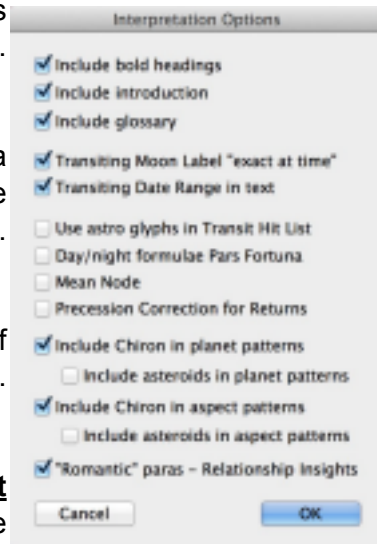 Interpretation Options
s
.
Include bold headings
Include introduction
Include glossary
a
Transiting Moon Label "exact at time"
e
Transiting Date Range in text
.
Use astro glyphs in Transit Hit List
Day/night formulae Pars Fortuna
Mean Node
Precession Correction for Returns
f
Include Chiron in planet patterns
.
Include asteroids in planet patterns
Include Chiron in aspect patterns
Include asteroids in aspect patterns
t
"Romantic" paras - Relationship Insights
e
Cancel OK